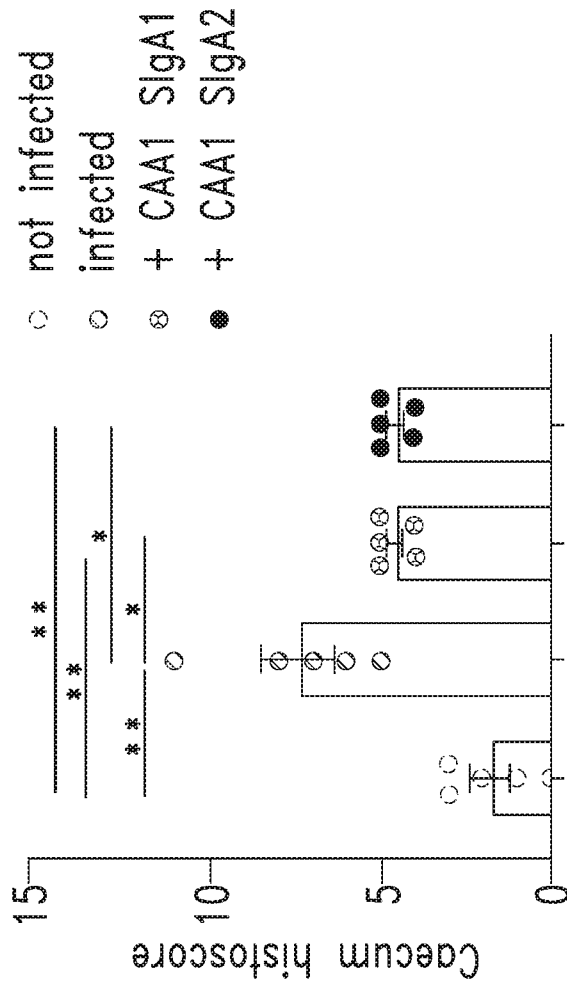 not infected
infected
+ CAA1 SIgA1
+ CAA1 SIgA2
**
**
*
*
**
15
10
5
0
Caecum histoscore